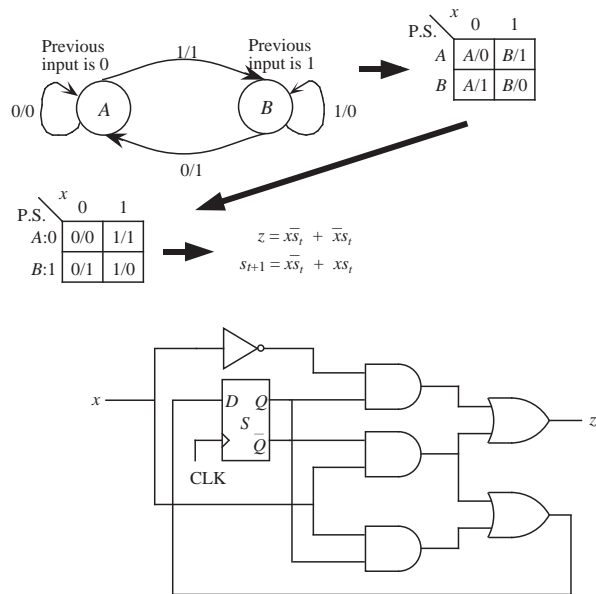 Previous
input is 0
1/1
Previous
input is 1
0/0
A
B
1/0
0/1
x
P.S.
0 1
A A/0 B/1
B A/1 B/0
x
P.S.
0 1
A:0 0/0 1/1
B:1 0/1 1/0
z = xs̅ₜ + x̅sₜ
sₜ₊₁ = xs̅ₜ + xsₜ
x
D Q
S
Q̅
CLK
z